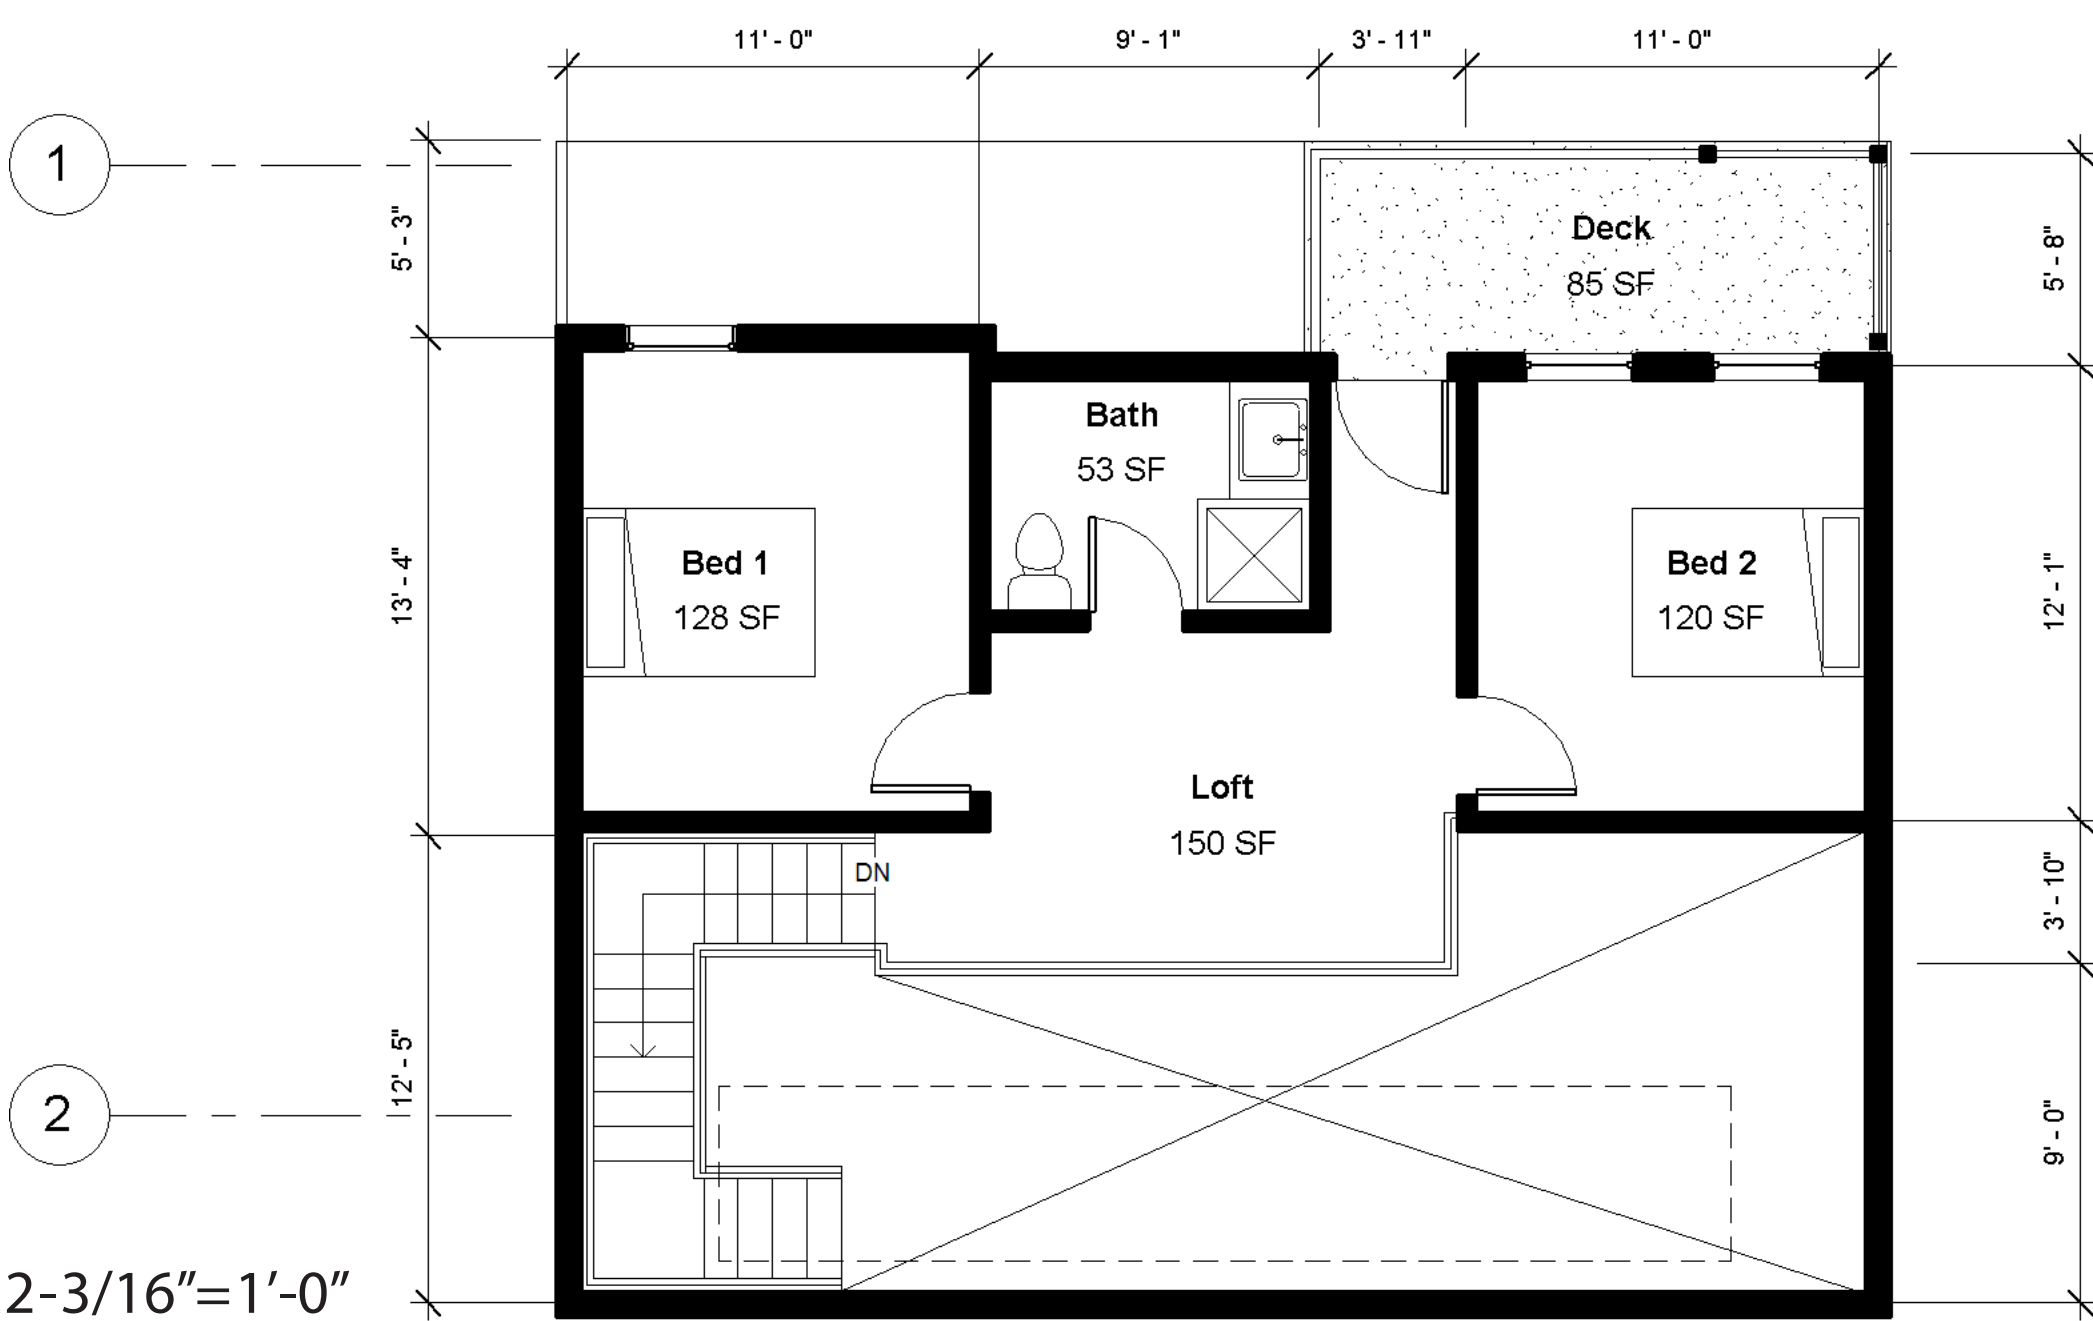 11' - 0"
9' - 1"
3' - 11"
11' - 0"
1
5' - 3"
Deck
85 SF
5' - 8"
Bath
53 SF
Bed 1
128 SF
13' - 4"
Bed 2
120 SF
12' - 1"
Loft
150 SF
DN
3' - 10"
2
12' - 5"
9' - 0"
2-3/16"=1'-0"